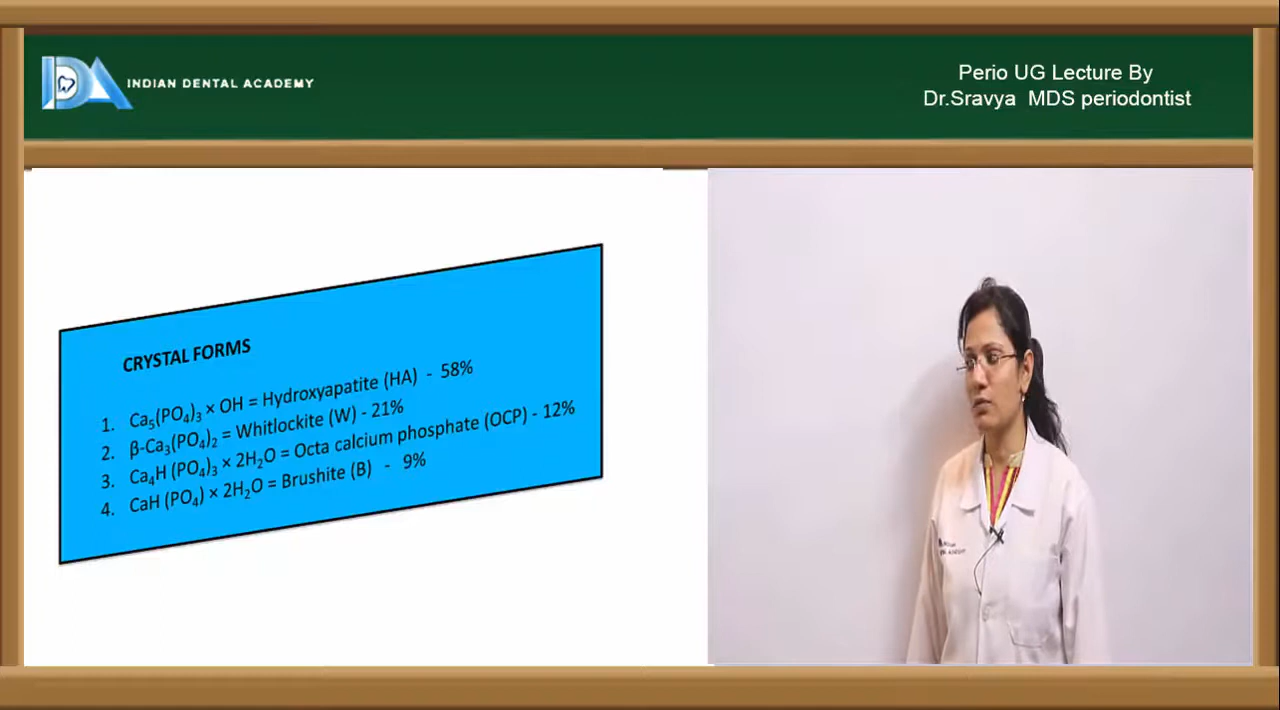 INDIAN DENTAL ACADEMY
Perio UG Lecture By
Dr.Sravya MDS periodontist
CRYSTAL FORMS
1. Ca₅(PO₄)₃ × OH = Hydroxyapatite (HA) - 58%
2. β-Ca₃(PO₄)₂ = Whitlockite (W) - 21%
3. Ca₄H (PO₄)₃ × 2H₂O = Octa calcium phosphate (OCP) - 12%
4. CaH (PO₄) × 2H₂O = Brushite (B) - 9%